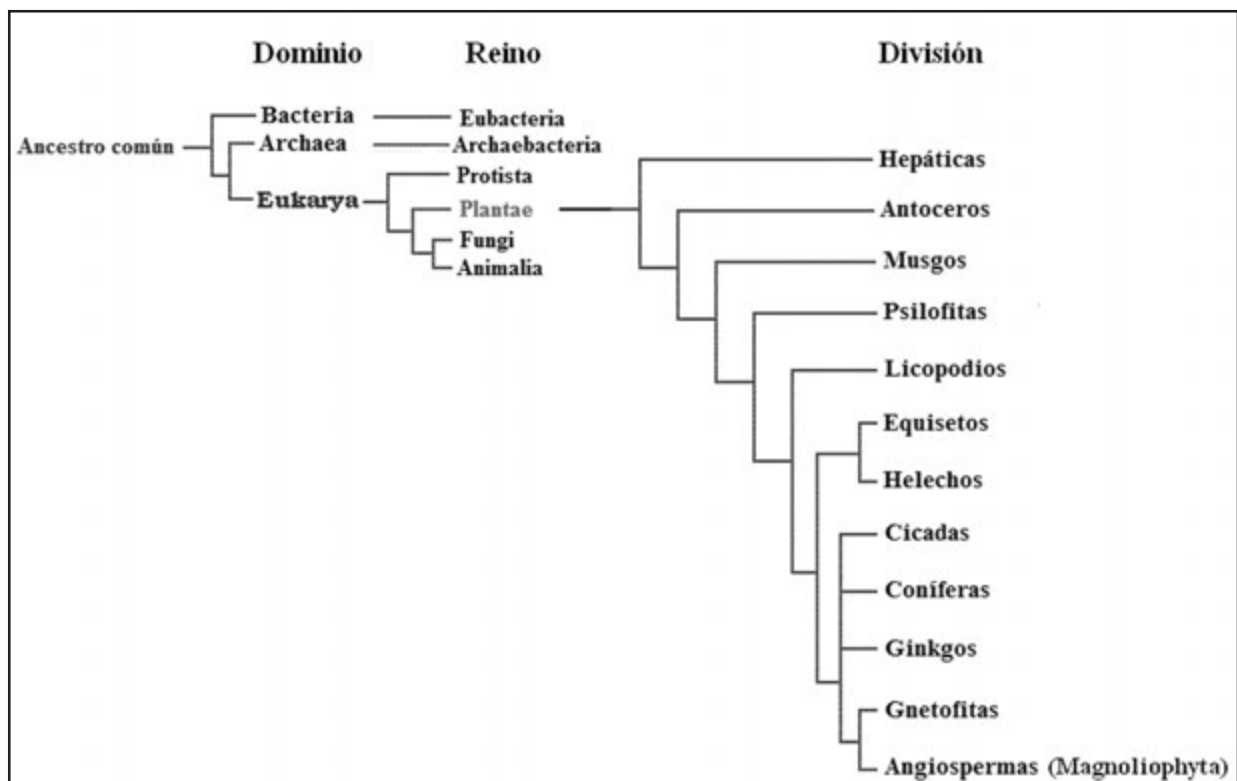 Dominio Reino División
Bacteria Eubacteria
Ancestro común Archaea Archaebacteria
Eukarya Protista
Plantae
Fungi
Animalia
Hepáticas
Antoceros
Musgos
Psilofitas
Licopodios
Equisetos
Helechos
Cicadas
Coníferas
Ginkgos
Gnetofitas
Angiospermas (Magnoliophyta)